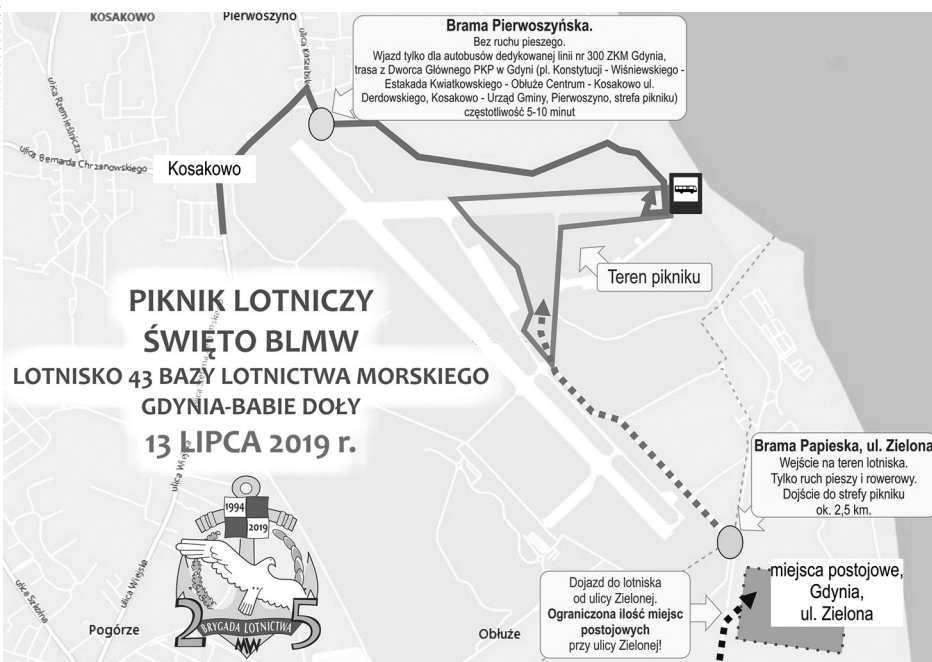 KOSAKOWO
Pierwoszyno
ulica Rzemieślnicza
ulica Kaszubska
ulica Bernarda Chrzanowskiego
Brama Pierwoszyńska.
Bez ruchu pieszego.
Wjazd tylko dla autobusów dedykowanej linii nr 300 ZKM Gdynia,
trasa z Dworca Głównego PKP w Gdyni (pl. Konstytucji - Wiśniewskiego -
Estakada Kwiatkowskiego - Obłuże Centrum - Kosakowo ul.
Derdowskiego, Kosakowo - Urząd Gminy, Pierwoszyno, strefa pikniku)
częstotliwość 5-10 minut
Kosakowo
Teren pikniku
PIKNIK LOTNICZY
ŚWIĘTO BLMW
LOTNISKO 43 BAZY LOTNICTWA MORSKIEGO
GDYNIA-BABIE DOŁY
13 LIPCA 2019 r.
ulica Wiejska
Brama Papieska, ul. Zielona
Wejście na teren lotniska.
Tylko ruch pieszy i rowerowy.
Dojście do strefy pikniku
ok. 2,5 km.
1994
2019
25
BRYGADA LOTNICTWA
MW
ulica Wiejska
ulica Szkolna
Pogórze
Obłuże
Dojazd do lotniska
od ulicy Zielonej.
Ograniczona ilość miejsc
postojowych
przy ulicy Zielonej!
miejsca postojowe,
Gdynia,
ul. Zielona